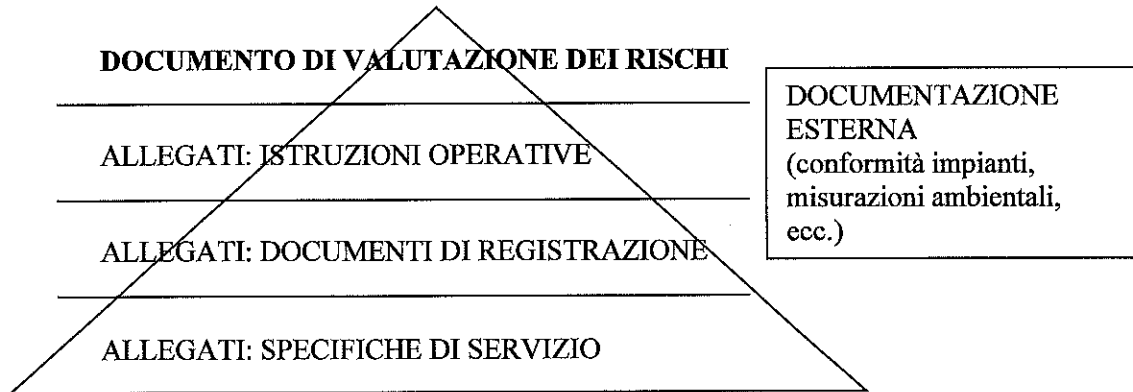 DOCUMENTO DI VALUTAZIONE DEI RISCHI
ALLEGATI: ISTRUZIONI OPERATIVE
ALLEGATI: DOCUMENTI DI REGISTRAZIONE
ALLEGATI: SPECIFICHE DI SERVIZIO
DOCUMENTAZIONE
ESTERNA
(conformità impianti,
misurazioni ambientali,
ecc.)